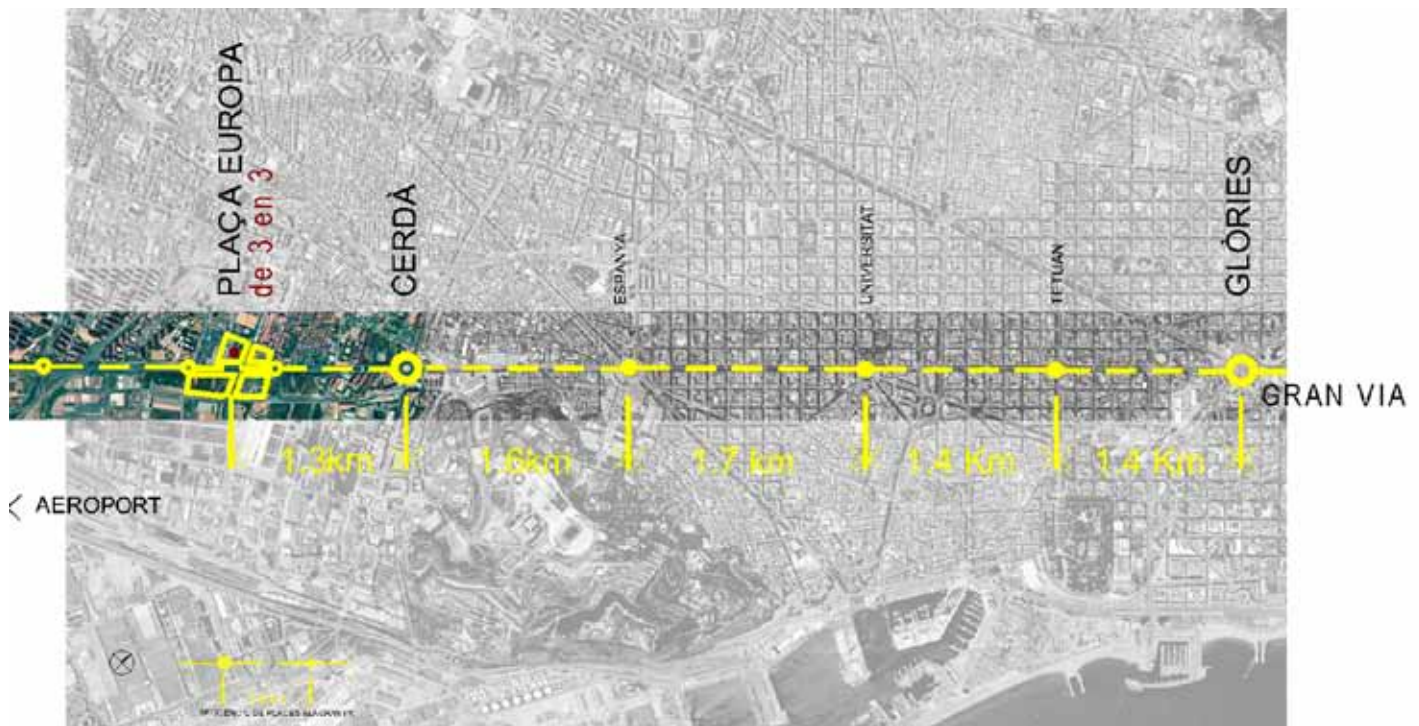 PLAÇA EUROPA
de 3 en 3
CERDÀ
ESPANYA
UNIVERSITAT
TETUAN
GLÒRIES
GRAN VIA
1.3km
1.6km
1.7 km
1.4 Km
1.4 Km
AEROPORT